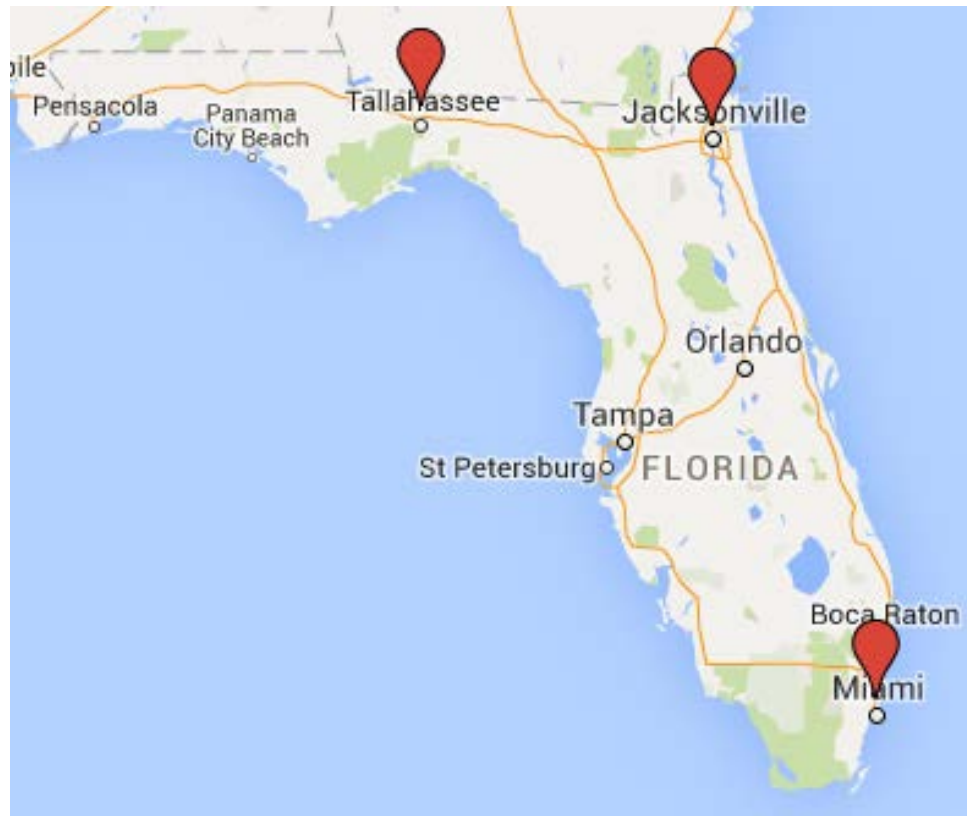 bile
Pensacola
Panama
City Beach
Tallahassee
Jacksonville
Orlando
Tampa
St Petersburg
FLORIDA
Boca Raton
Miami